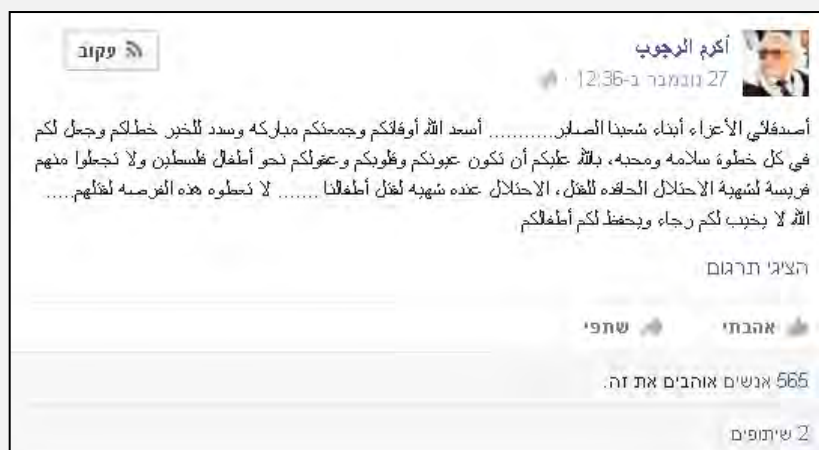 עקוב
أكرم الرجوب
27 נובמבר ב-12:36 ·
أصدقائي الأعزاء أبناء شعبنا الصابر........... أسعد الله أوقاتكم وجمعتكم مباركه وسدد للخير خطاكم وجعل لكم
في كل خطوة سلامه ومحبه، بالله عليكم أن تكون عيونكم وقلوبكم وعقولكم نحو أطفال فلسطين ولا تجعلوا منهم
فريسة لشهية الاحتلال الحاقده للقتل، الاحتلال عنده شهيه لقتل أطفالنا....... لا تعطوه هذه الفرصه لقتلهم.....
الله لا يخيب لكم رجاء ويحفظ لكم أطفالكم
הציגי תרגום
אהבתי שתפי
565 אנשים אוהבים את זה.
2 שיתופים